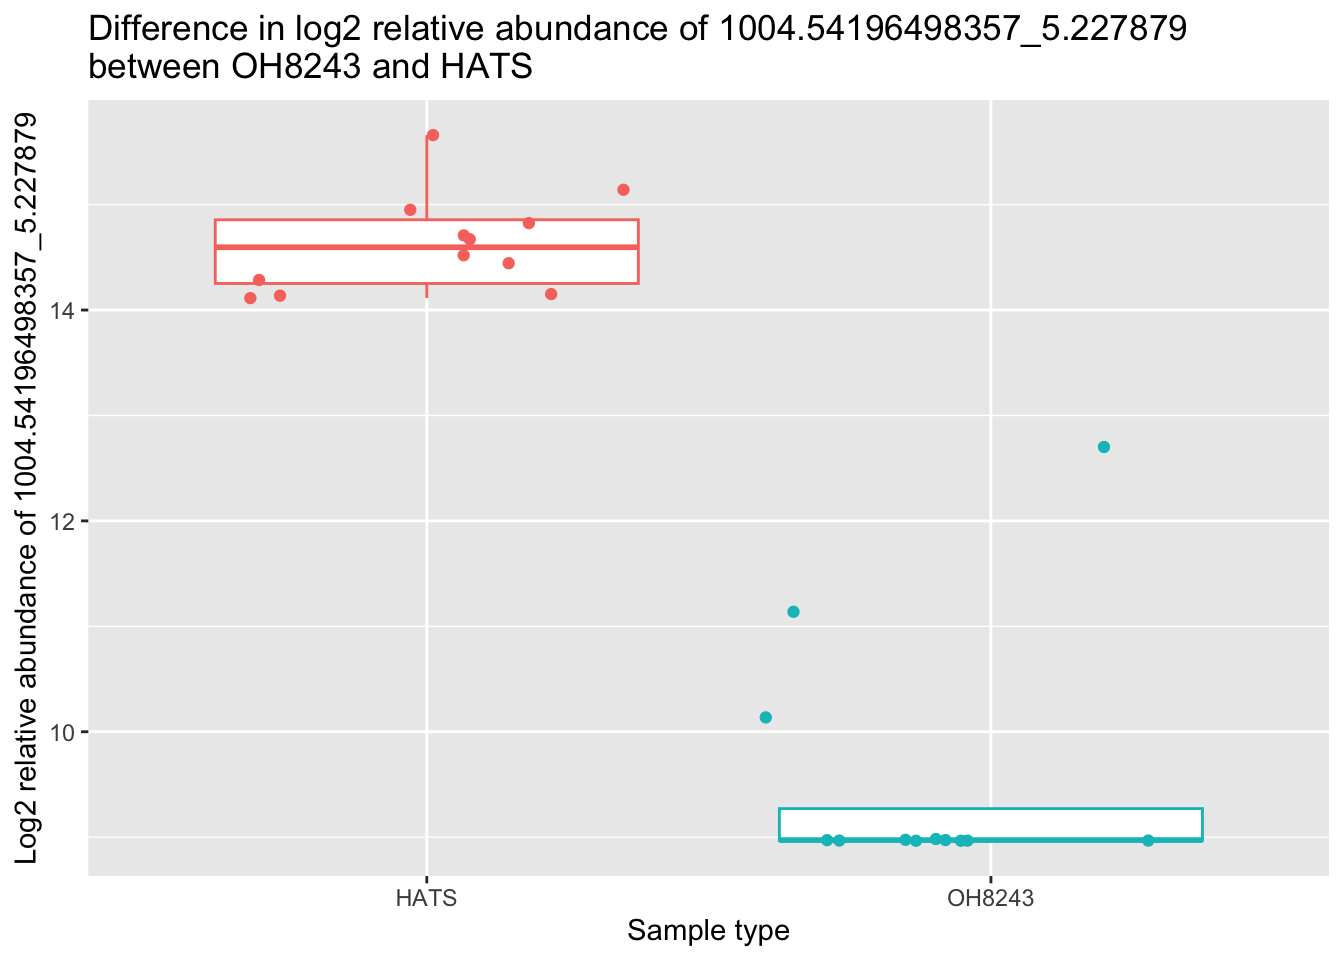 Difference in log2 relative abundance of 1004.54196498357_5.227879
between OH8243 and HATS
Log2 relative abundance of 1004.54196498357_5.227879
14
12
10
HATS
OH8243
Sample type